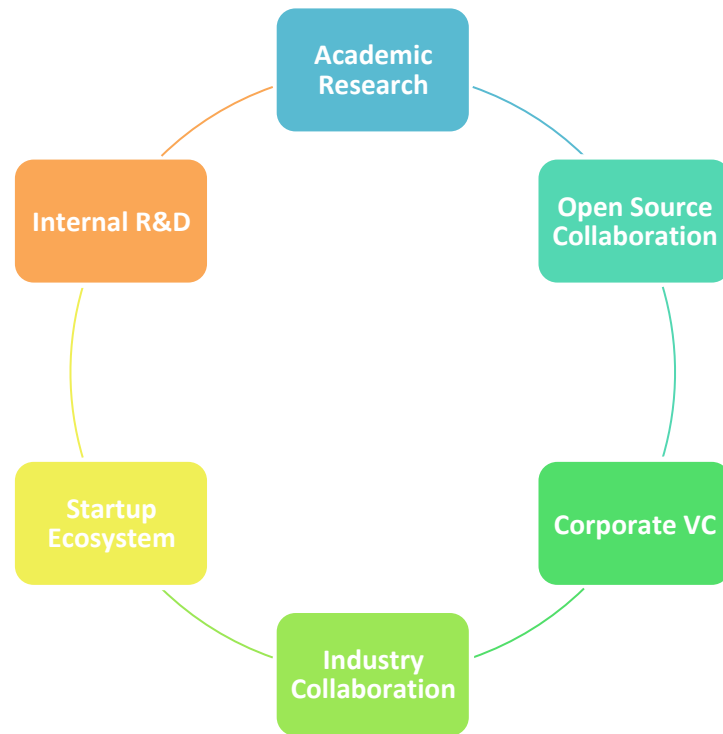 Academic
Research
Open Source
Collaboration
Corporate VC
Industry
Collaboration
Startup
Ecosystem
Internal R&D